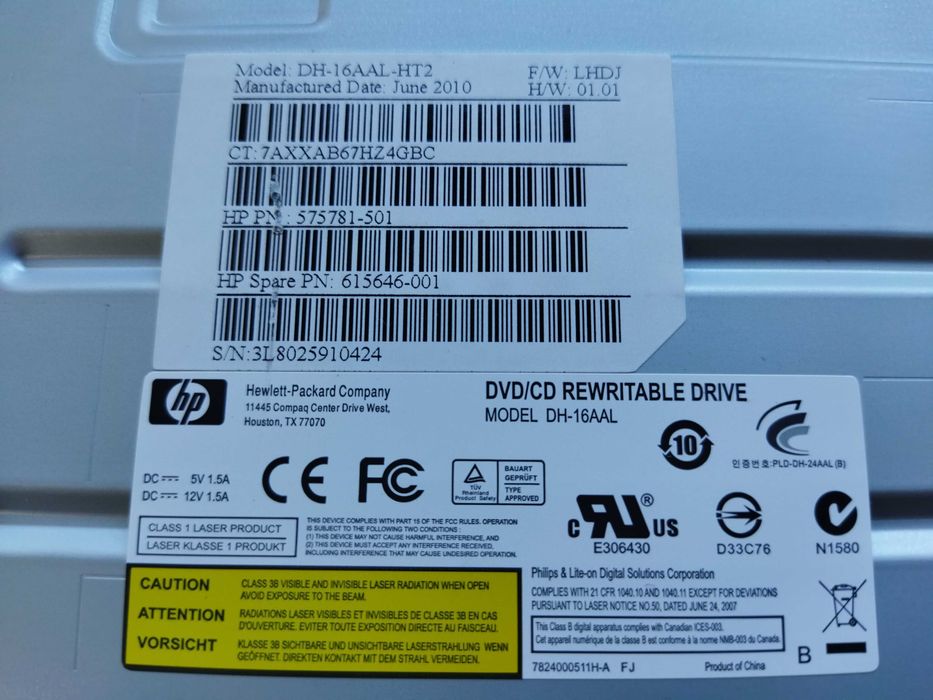 Model: DH-16AAL-HT2 F/W: LHDJ
Manufactured Date: June 2010 H/W: 01.01
CT: 7AXXAB67HZ4GBC
HP PN : 575781-501
HP Spare PN: 615646-001
S/N:3L8025910424
hp
Hewlett-Packard Company
11445 Compaq Center Drive West,
Houston, TX 77070
DVD/CD REWRITABLE DRIVE
MODEL DH-16AAL
10
인증번호:PLD-DH-24AAL (B)
DC 5V 1.5A
DC 12V 1.5A
CE FC
TÜV
Rheinland
Product Safety
BAUART
GEPRÜFT
TYPE
APPROVED
c RU US ®
E306430
D33C76
N1580
CLASS 1 LASER PRODUCT
LASER KLASSE 1 PRODUKT
THIS DEVICE COMPLIES WITH PART 15 OF THE FCC RULES. OPERATION
IS SUBJECT TO THE FOLLOWING TWO CONDITIONS :
(1) THIS DEVICE MAY NOT CAUSE HARMFUL INTERFERENCE, AND
(2) THIS DEVICE MUST ACCEPT ANY INTERFERENCE RECEIVED,
INCLUDING INTERFERENCE THAT MAY CAUSE UNDESIRED OPERATION.
CAUTION CLASS 3B VISIBLE AND INVISIBLE LASER RADIATION WHEN OPEN
AVOID EXPOSURE TO THE BEAM.
ATTENTION RADIATIONS LASER VISIBLES ET INVISIBLES DE CLASSE 3B EN CAS
D'OUVERTURE. EVITER TOUTE EXPOSITION DIRECTE AU FAISCEAU.
VORSICHT KLASSE 3B SICHTBARE UND UNSICHTBARE LASERSTRAHLUNG WENN
GEÖFFNET. DIREKTEN KONTAKT MIT DEM STRAHL VERMEIDEN.
Philips & Lite-on Digital Solutions Corporation
COMPLIES WITH 21 CFR 1040.10 AND 1040.11 EXCEPT FOR DEVIATIONS
PURSUANT TO LASER NOTICE NO.50, DATED JUNE 24, 2007
This Class B digital apparatus complies with Canadian ICES-003.
Cet appareil numérique de la classe B est conforme à la norme NMB-003 du Canada.
B
7824000511H-A FJ Product of China